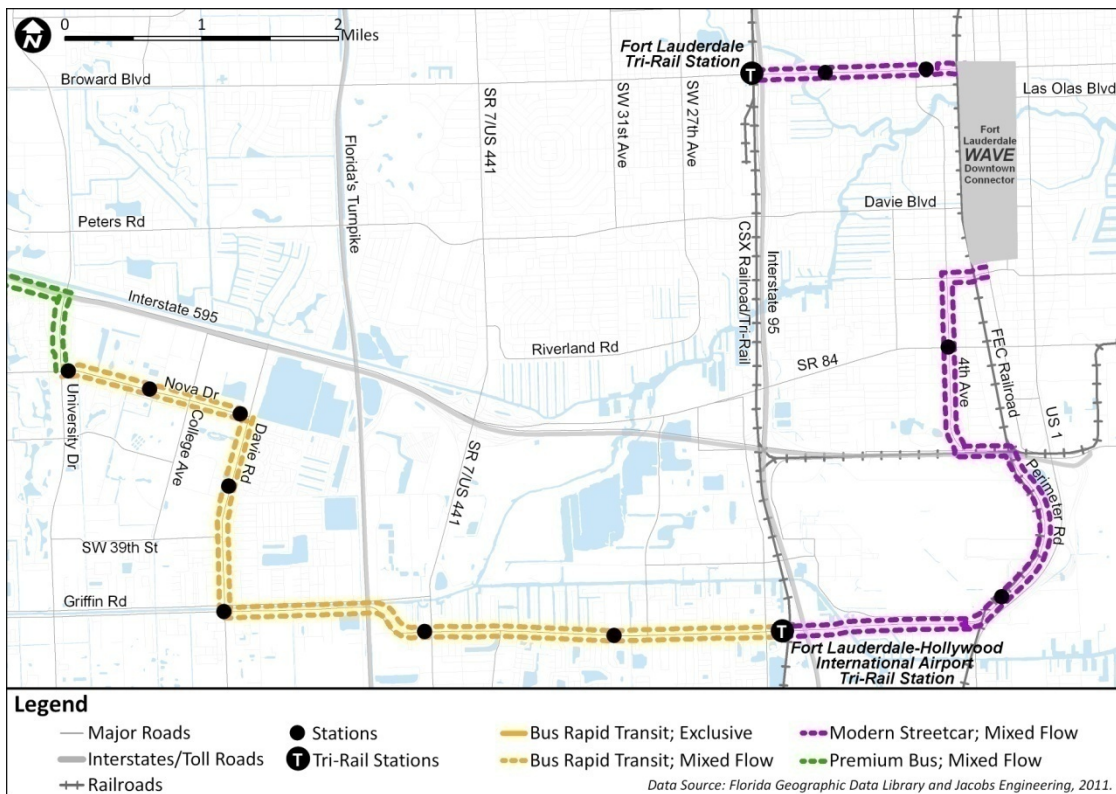 N
0 1 2 Miles
Fort Lauderdale
Tri-Rail Station
T
Broward Blvd
Las Olas Blvd
SR 7/US 441
SW 31st Ave
SW 27th Ave
Florida's Turnpike
Fort
Lauderdale
WAVE
Downtown
Connector
Peters Rd
Davie Blvd
CSX Railroad/Tri-Rail
Interstate 95
Interstate 595
Riverland Rd
SR 84
4th Ave
FEC Railroad
US 1
Nova Dr
University Dr
College Ave
Davie Rd
SR 7/US 441
Perimeter Rd
SW 39th St
Griffin Rd
T
Fort Lauderdale-Hollywood
International Airport
Tri-Rail Station
Legend
Major Roads
Interstates/Toll Roads
Railroads
Stations
T Tri-Rail Stations
Bus Rapid Transit; Exclusive
Bus Rapid Transit; Mixed Flow
Modern Streetcar; Mixed Flow
Premium Bus; Mixed Flow
Data Source: Florida Geographic Data Library and Jacobs Engineering, 2011.